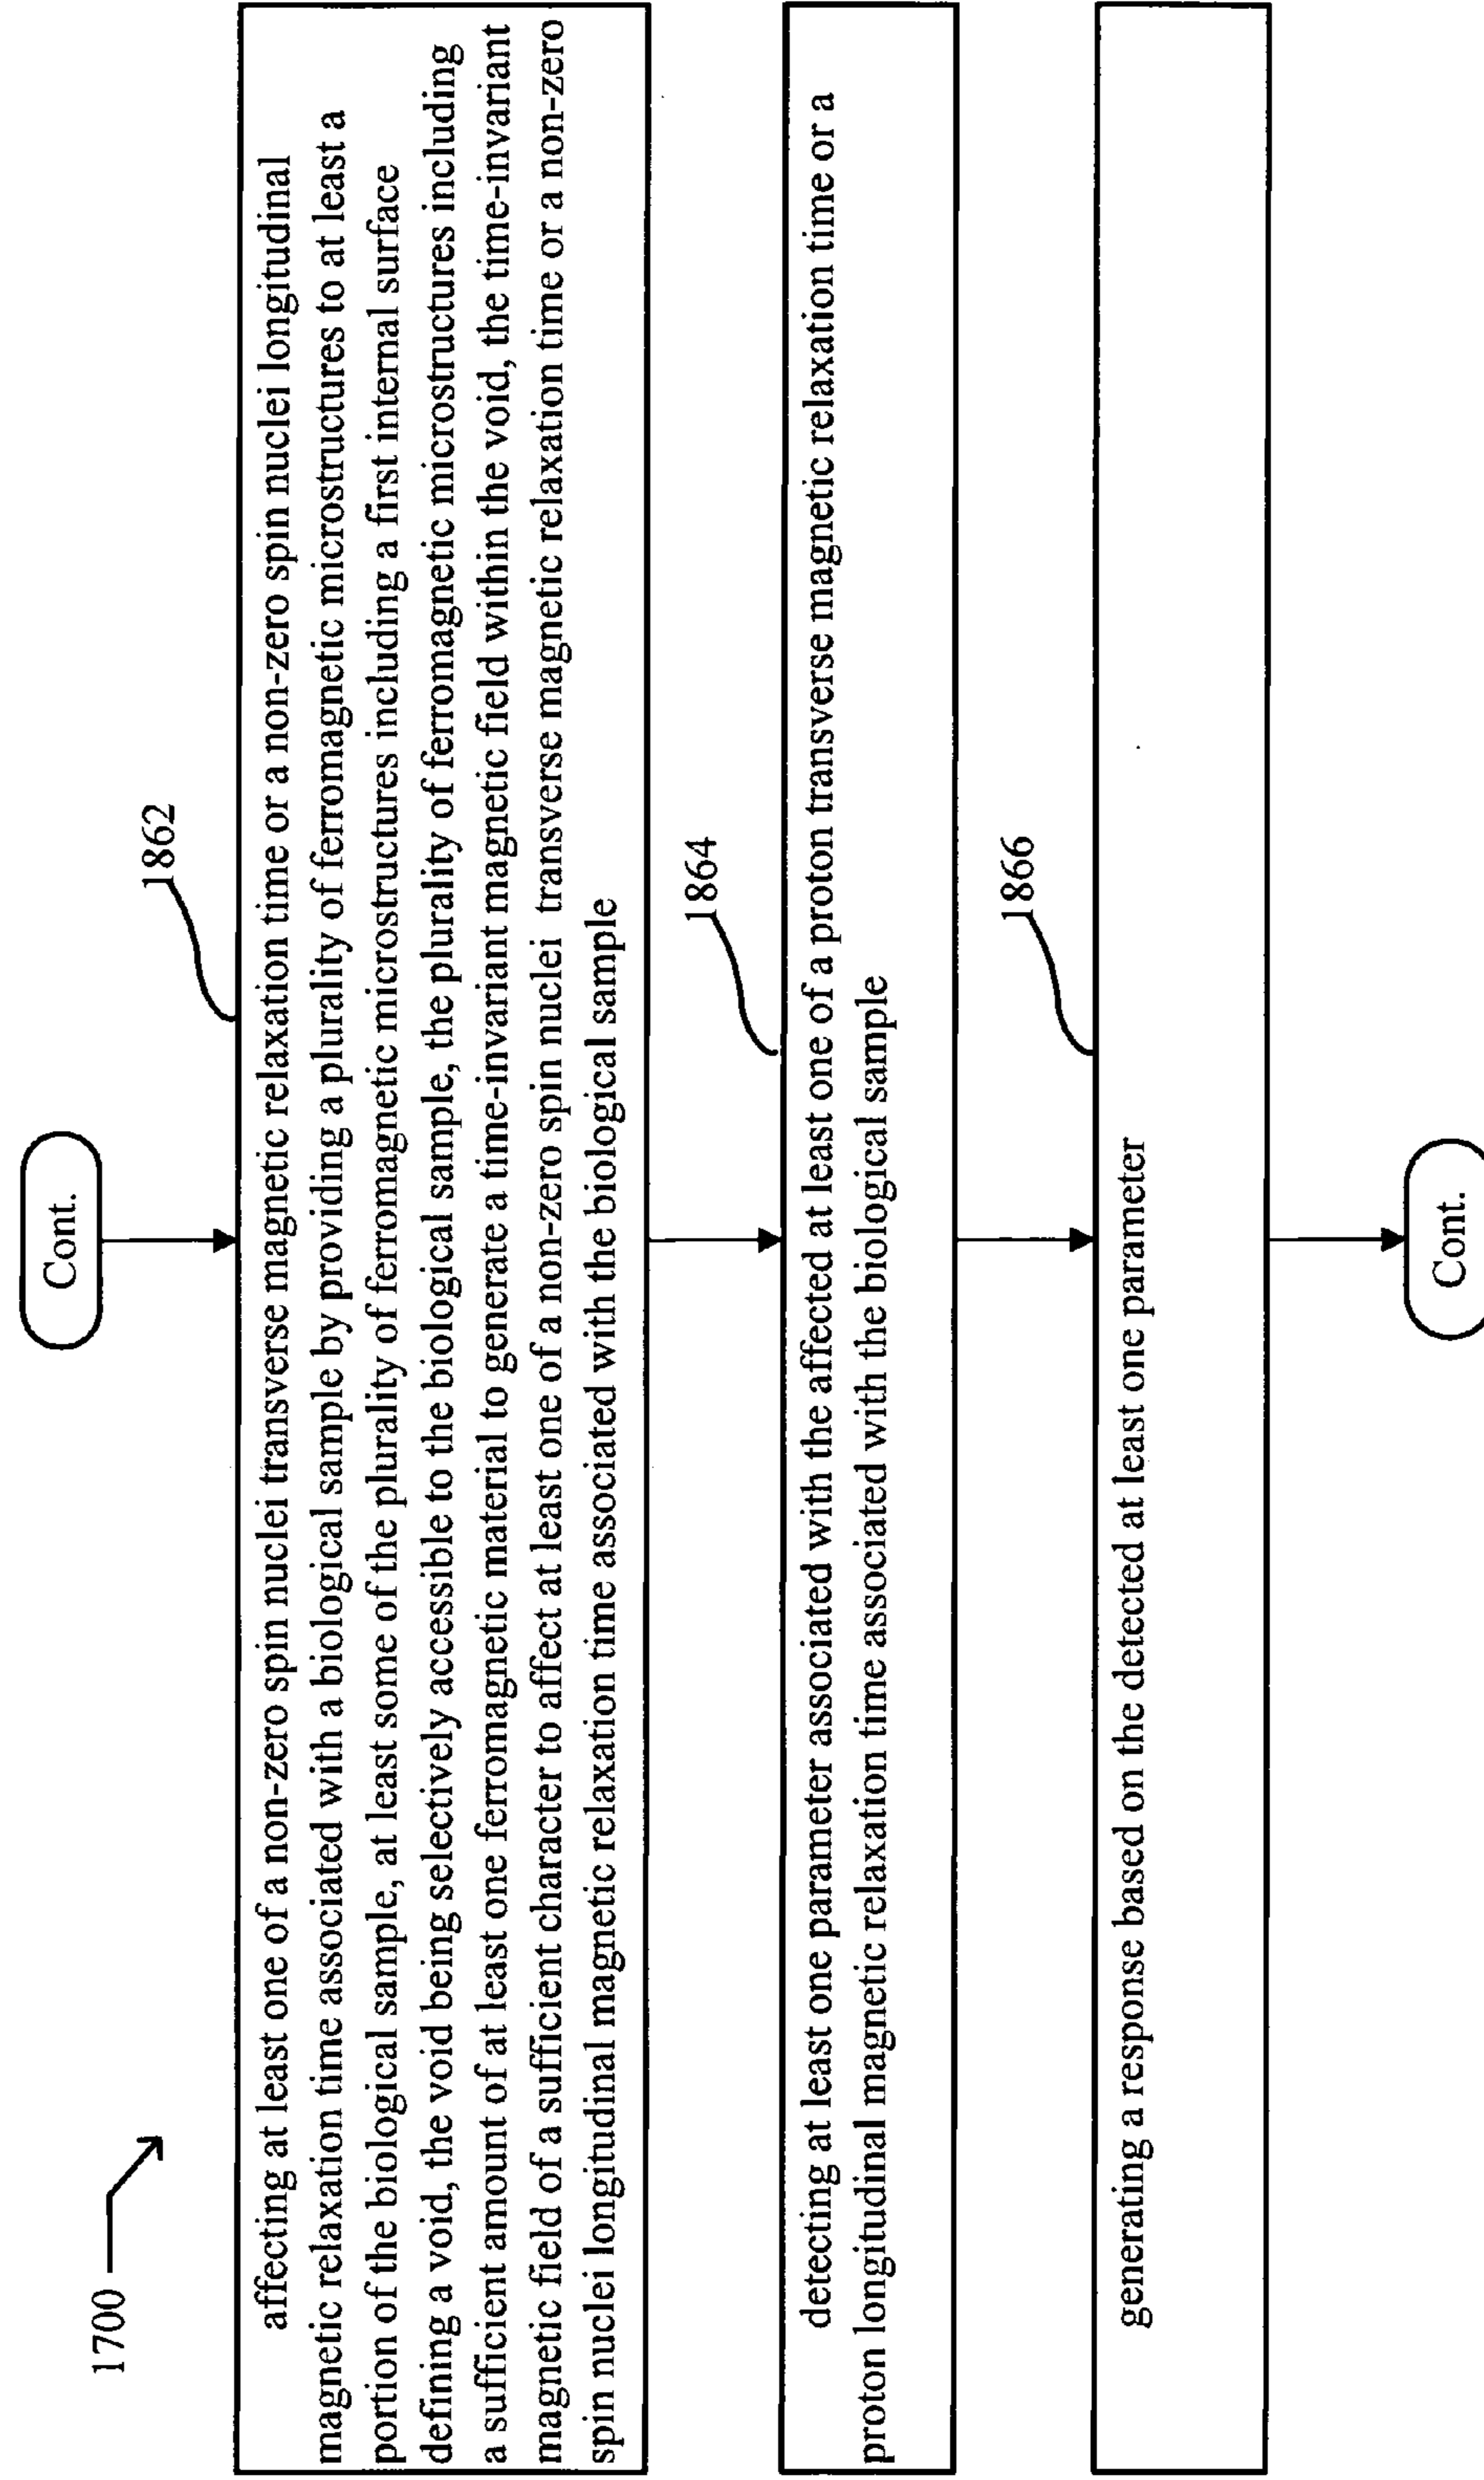 1700
Cont.
1862
affecting at least one of a non-zero spin nuclei transverse magnetic relaxation time or a non-zero spin nuclei longitudinal
magnetic relaxation time associated with a biological sample by providing a plurality of ferromagnetic microstructures to at least a
portion of the biological sample, at least some of the plurality of ferromagnetic microstructures including a first internal surface
defining a void, the void being selectively accessible to the biological sample, the plurality of ferromagnetic microstructures including
a sufficient amount of at least one ferromagnetic material to generate a time-invariant magnetic field within the void, the time-invariant
magnetic field of a sufficient character to affect at least one of a non-zero spin nuclei transverse magnetic relaxation time or a non-zero
spin nuclei longitudinal magnetic relaxation time associated with the biological sample
1864
detecting at least one parameter associated with the affected at least one of a proton transverse magnetic relaxation time or a
proton longitudinal magnetic relaxation time associated with the biological sample
1866
generating a response based on the detected at least one parameter
Cont.